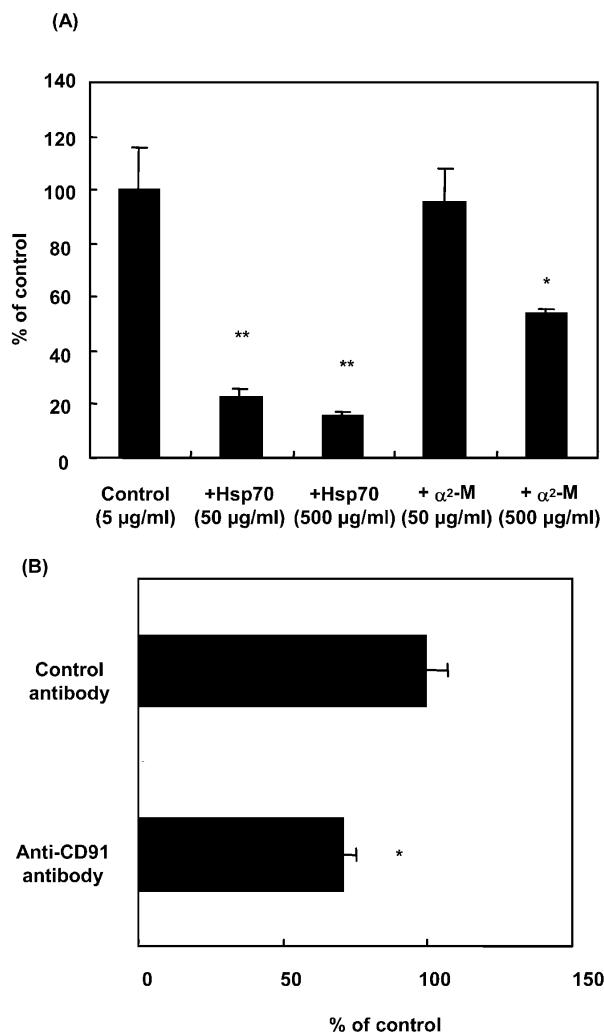 (A)
140
120
100
80
60
40
20
0
% of control
**
**
*
Control +Hsp70 +Hsp70 + α2-M + α2-M
(5 µg/ml) (50 µg/ml) (500 µg/ml) (50 µg/ml) (500 µg/ml)
(B)
Control
antibody
Anti-CD91
antibody
*
0 50 100 150
% of control